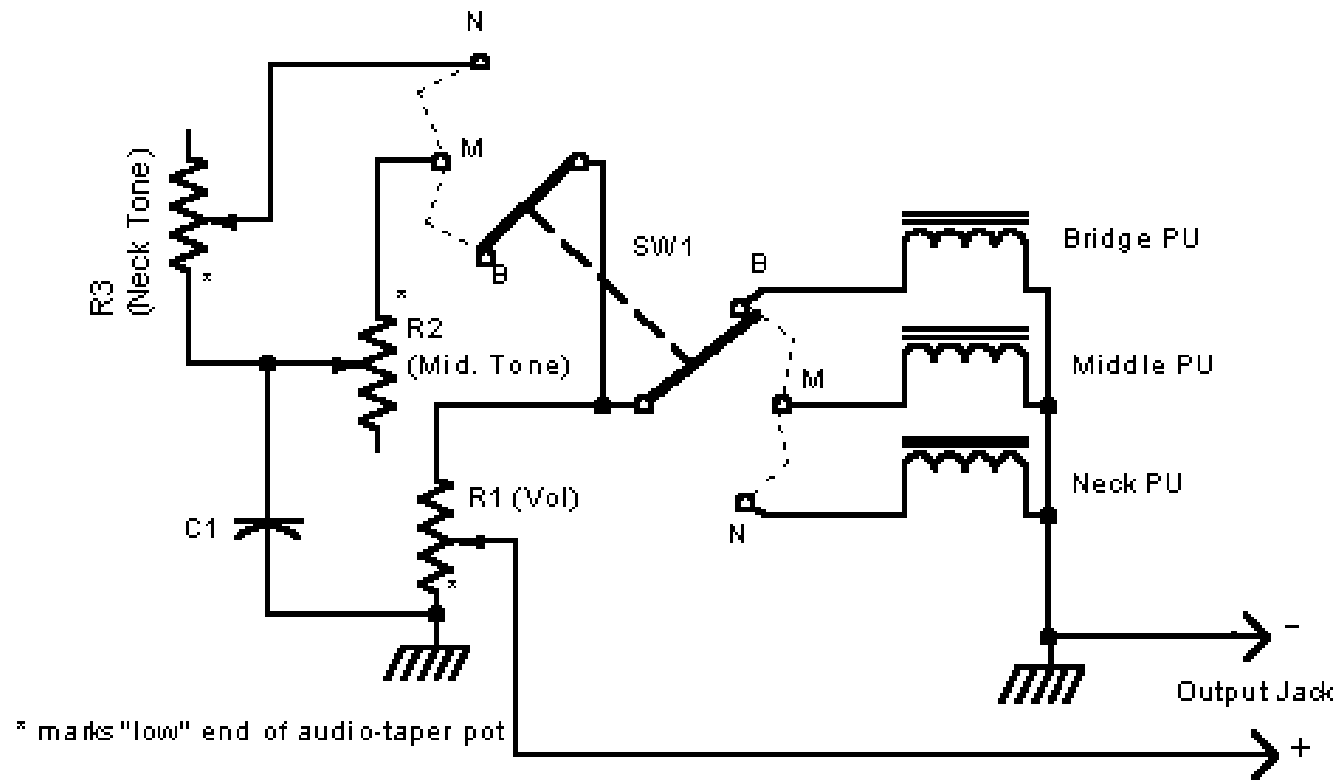 N
M
R3
(Neck Tone)
*
B
SW1
B
Bridge PU
*
R2
(Mid. Tone)
M
Middle PU
R1 (Vol)
Neck PU
C1
N
*
-
Output Jack
* marks "low" end of audio-taper pot
+